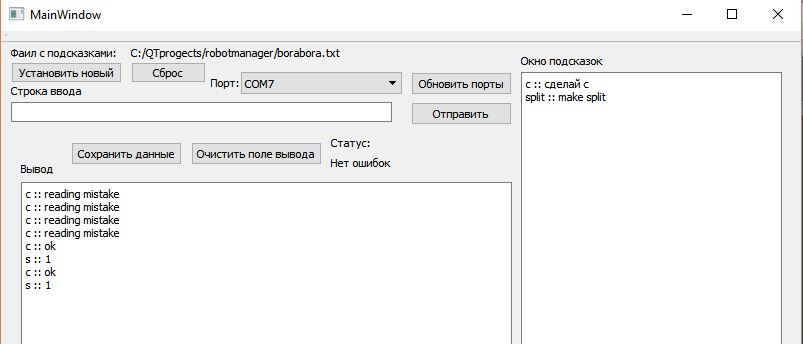 MainWindow
Фаил с подсказками: C:/QTprogects/robotmanager/borabora.txt
Окно подсказок
Установить новый Сброс
Порт: COM7 Обновить порты
Строка ввода
Отправить
c :: сделай с
split :: make split
Статус:
Сохранить данные Очистить поле вывода
Нет ошибок
Вывод
c :: reading mistake
c :: reading mistake
c :: reading mistake
c :: reading mistake
c :: ok
s :: 1
c :: ok
s :: 1